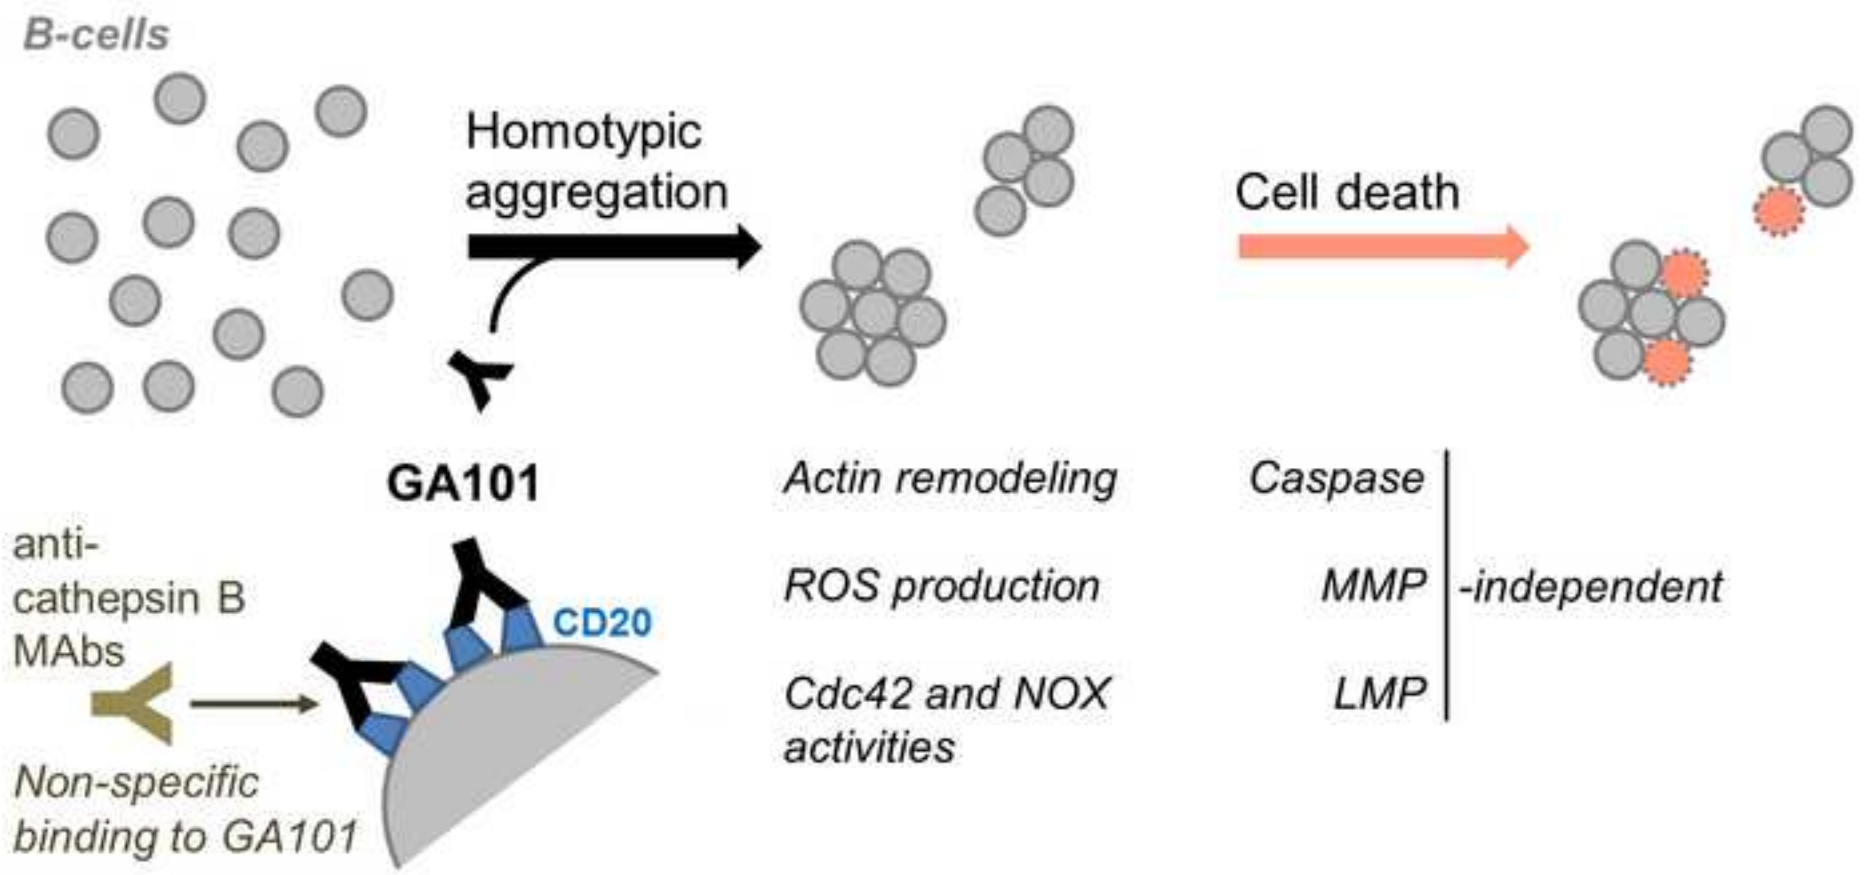 B-cells
Homotypic
aggregation
Cell death
GA101
anti-
cathepsin B
MAbs
CD20
Non-specific
binding to GA101
Actin remodeling
ROS production
Cdc42 and NOX
activities
Caspase
MMP
-independent
LMP